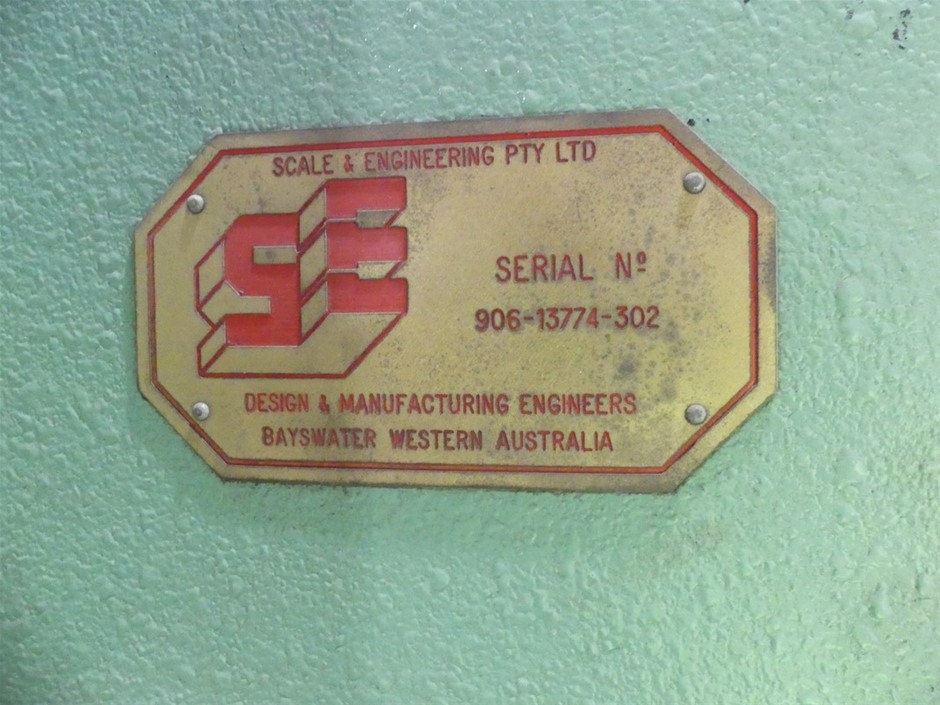 SCALE & ENGINEERING PTY LTD
SE
SERIAL Nº
906-13774-302
DESIGN & MANUFACTURING ENGINEERS
BAYSWATER WESTERN AUSTRALIA